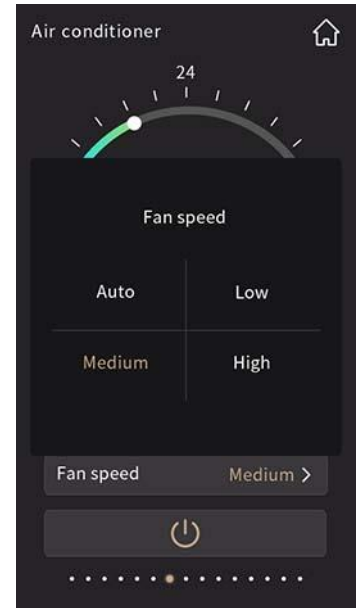 Air conditioner
24
Fan speed
Auto Low
Medium High
Fan speed Medium